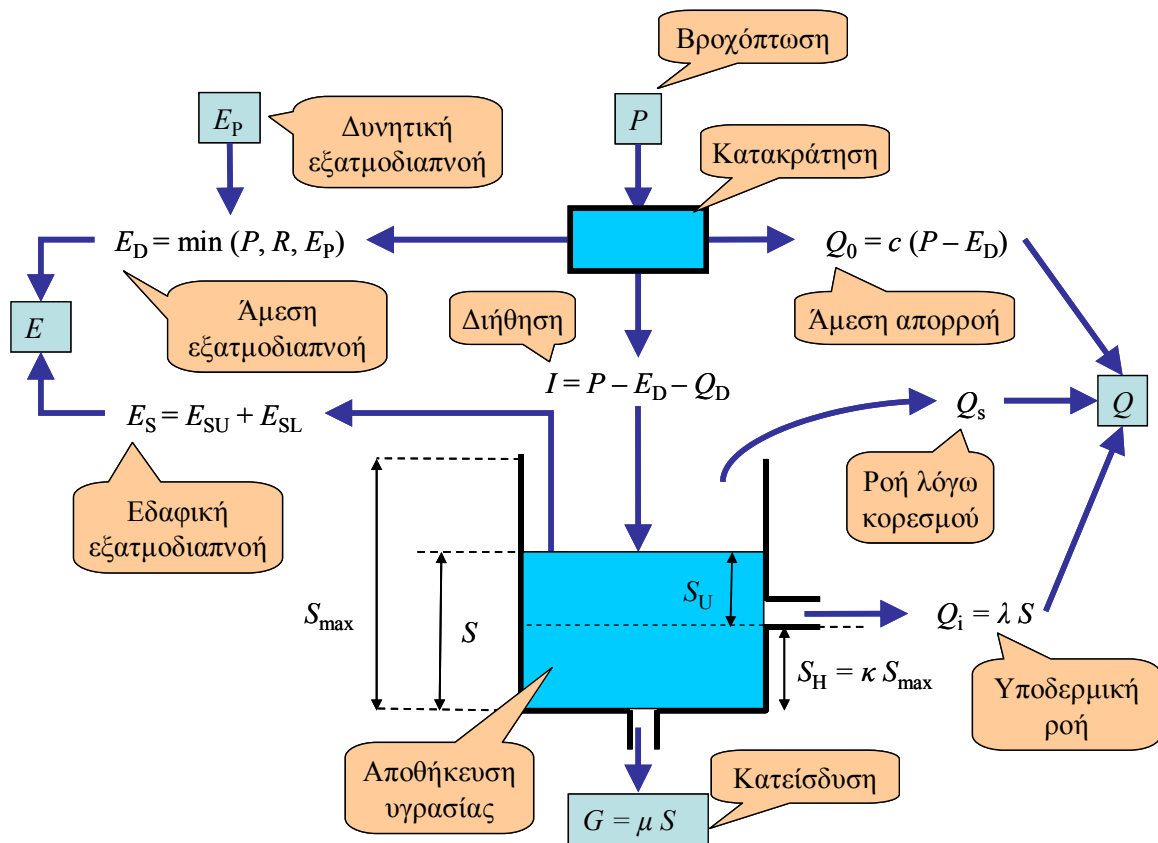 Βροχόπτωση
E_P
Δυνητική
εξατμοδιαπνοή
P
Κατακράτηση
E_D = min (P, R, E_P)
Q_0 = c (P – E_D)
E
Άμεση
εξατμοδιαπνοή
Διήθηση
Άμεση απορροή
I = P – E_D – Q_D
Q
E_S = E_SU + E_SL
Q_s
Εδαφική
εξατμοδιαπνοή
Ροή λόγω
κορεσμού
S_max
S
S_U
Q_i = λ S
S_H = κ S_max
Υποδερμική
ροή
Αποθήκευση
υγρασίας
Κατείσδυση
G = μ S